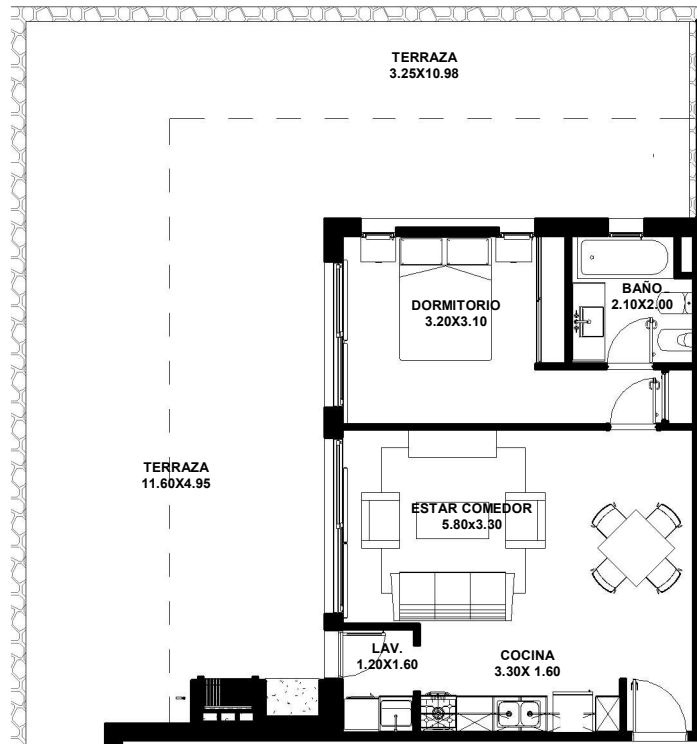 TERRAZA
3.25X10.98
BAÑO
2.10X2.00
DORMITORIO
3.20X3.10
TERRAZA
11.60X4.95
ESTAR COMEDOR
5.80x3.30
LAV.
1.20X1.60
COCINA
3.30X 1.60